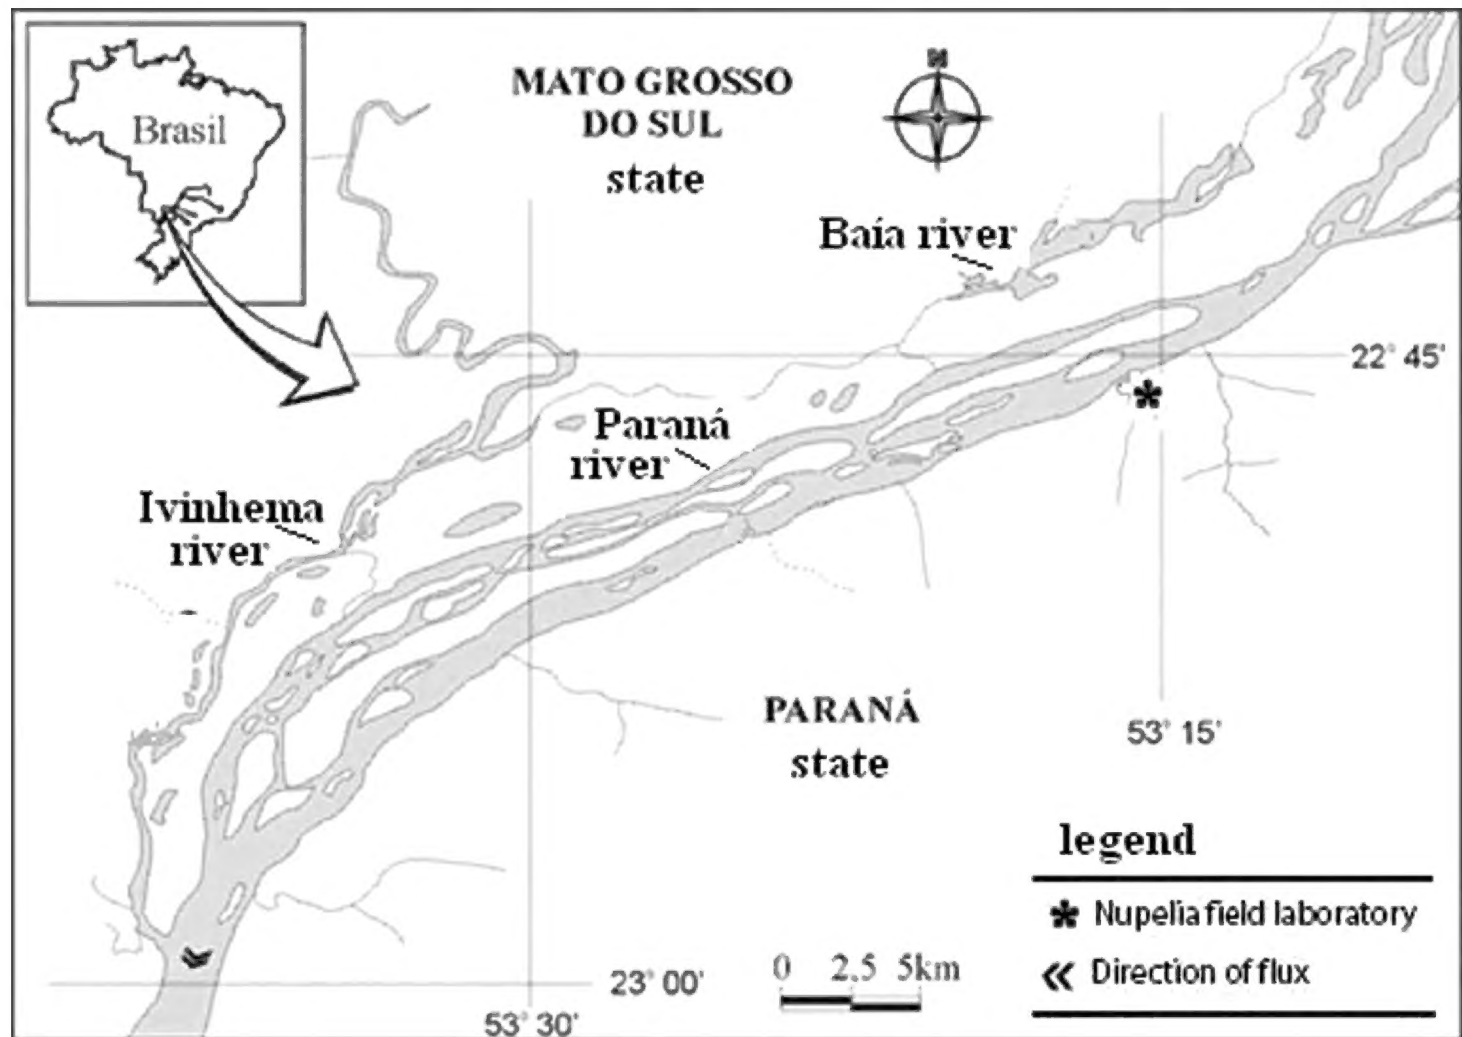 Brasil
MATO GROSSO
DO SUL
state
N
Baía river
22° 45'
Paraná
river
Ivinhema
river
PARANÁ
state
53° 15'
legend
* Nupelia field laboratory
« Direction of flux
0 2.5 5km
23° 00'
53° 30'